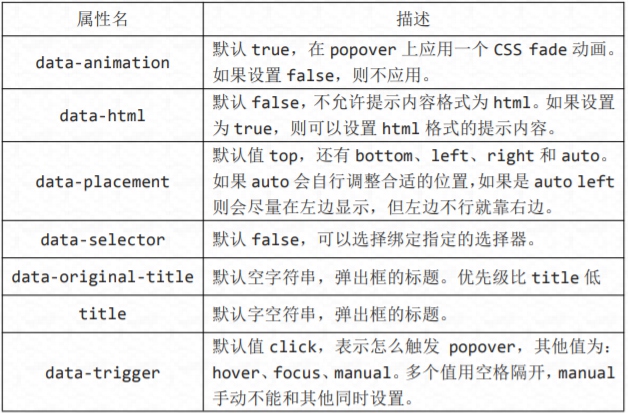 属性名 描述
data-animation 默认 true，在 popover 上应用一个 CSS fade 动画。
如果设置 false，则不应用。
data-html 默认 false，不允许提示内容格式为 html。如果设置
为 true，则可以设置 html 格式的提示内容。
data-placement 默认值 top，还有 bottom、left、right 和 auto。
如果 auto 会自行调整合适的位置，如果是 auto left
则会尽量在左边显示，但左边不行就靠右边。
data-selector 默认 false，可以选择绑定指定的选择器。
data-original-title 默认空字符串，弹出框的标题。优先级比 title 低
title 默认字空符串，弹出框的标题。
data-trigger 默认值 click，表示怎么触发 popover，其他值为：
hover、focus、manual。多个值用空格隔开，manual
手动不能和其他同时设置。